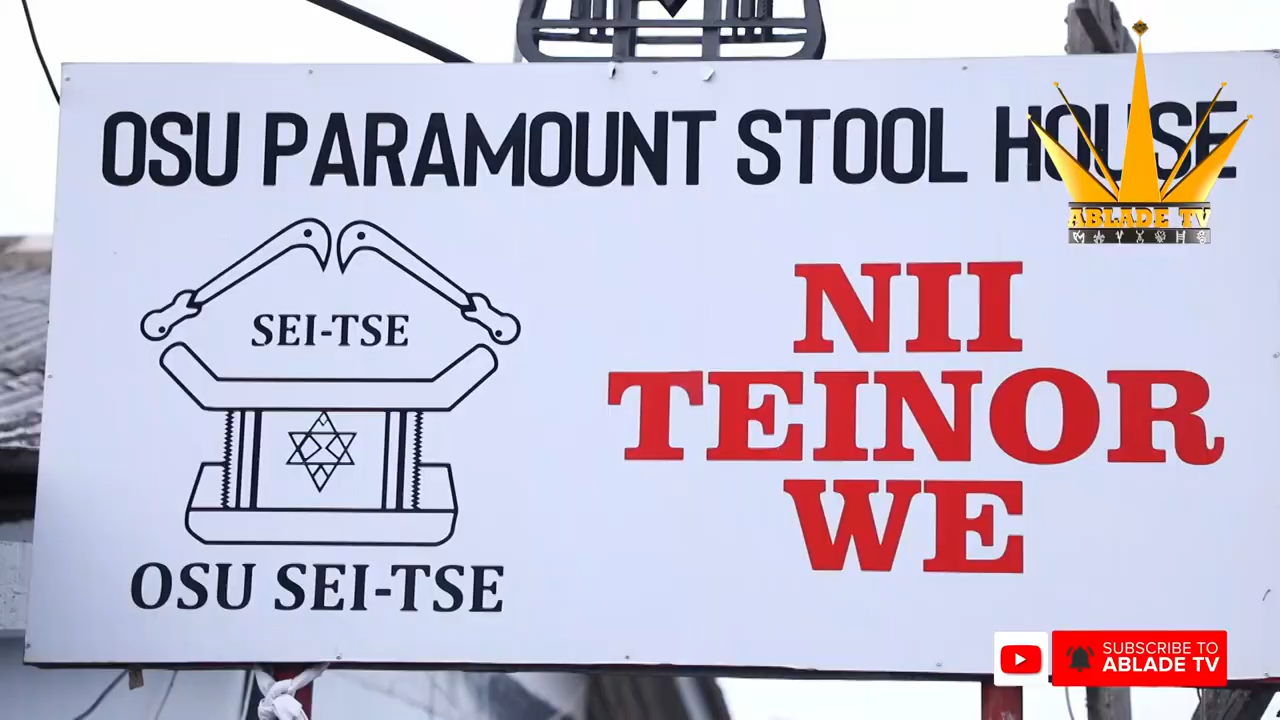 OSU PARAMOUNT STOOL HOUSE
ABLADE TV
SEI-TSE
OSU SEI-TSE
NII
TEINOR
WE
SUBSCRIBE TO
ABLADE TV